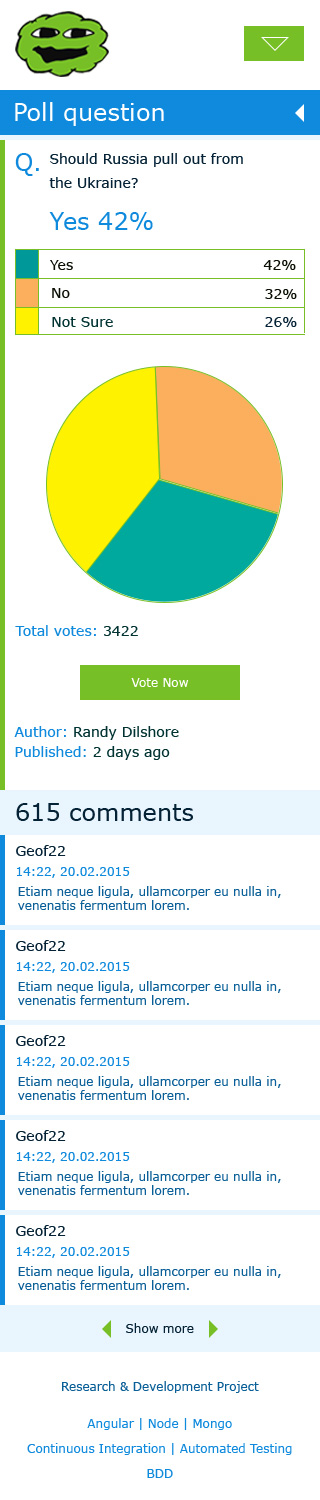 Poll question
Q. Should Russia pull out from
the Ukraine?
Yes 42%
Yes 42%
No 32%
Not Sure 26%
Total votes: 3422
Vote Now
Author: Randy Dilshore
Published: 2 days ago
615 comments
Geof22
14:22, 20.02.2015
Etiam neque ligula, ullamcorper eu nulla in,
venenatis fermentum lorem.
Geof22
14:22, 20.02.2015
Etiam neque ligula, ullamcorper eu nulla in,
venenatis fermentum lorem.
Geof22
14:22, 20.02.2015
Etiam neque ligula, ullamcorper eu nulla in,
venenatis fermentum lorem.
Geof22
14:22, 20.02.2015
Etiam neque ligula, ullamcorper eu nulla in,
venenatis fermentum lorem.
Geof22
14:22, 20.02.2015
Etiam neque ligula, ullamcorper eu nulla in,
venenatis fermentum lorem.
Show more
Research & Development Project
Angular | Node | Mongo
Continuous Integration | Automated Testing
BDD